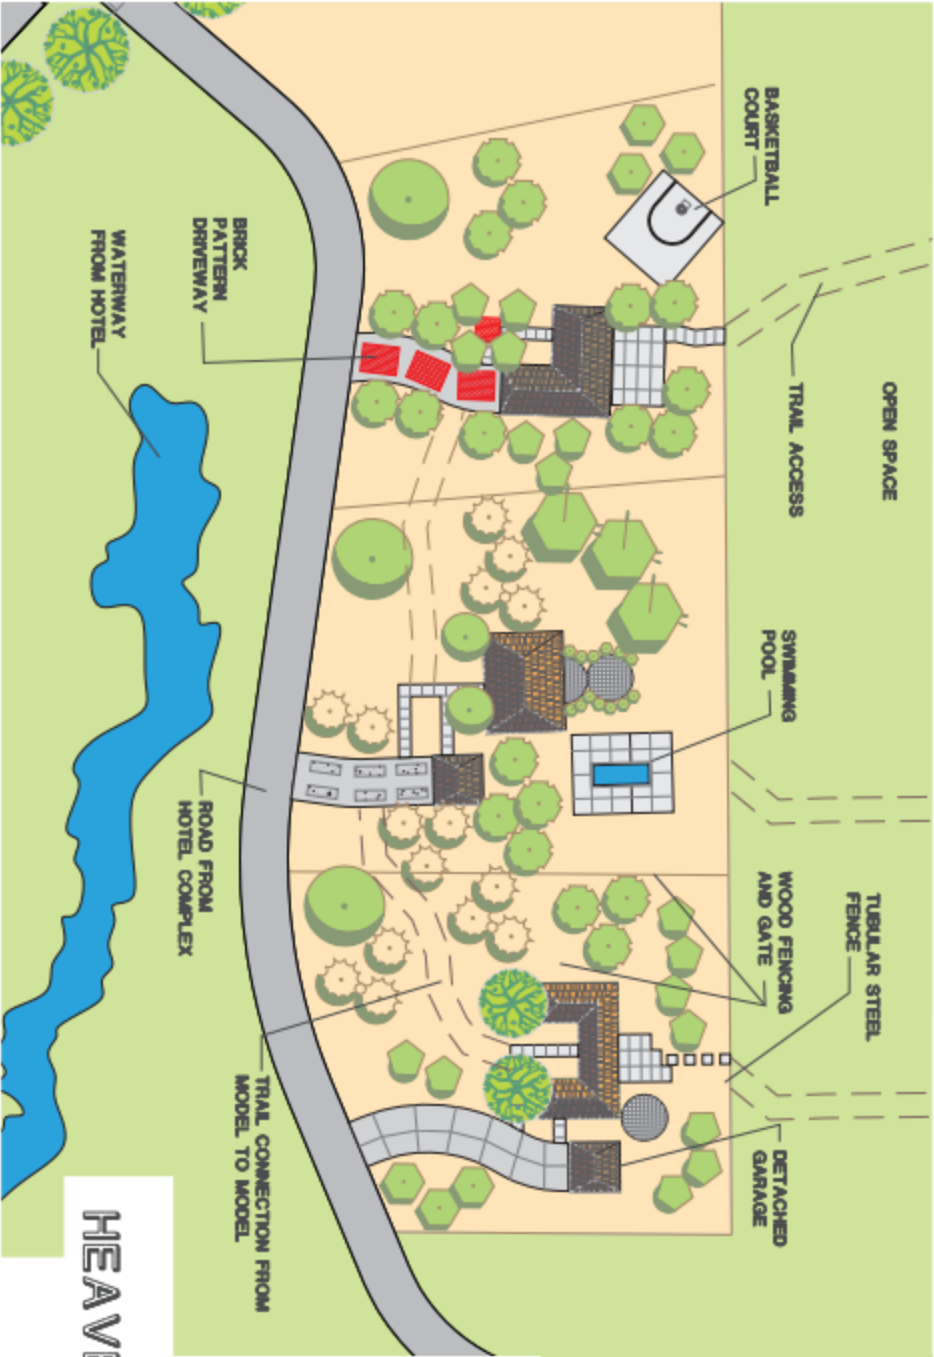 BASKETBALL
COURT
OPEN SPACE
TRAIL ACCESS
BRICK
PATTERN
DRIVEWAY
WATERWAY
FROM HOTEL
SWIMMING
POOL
ROAD FROM
HOTEL COMPLEX
WOOD FENCING
AND GATE
TUBULAR STEEL
FENCE
TRAIL CONNECTION FROM
MODEL TO MODEL
DETACHED
GARAGE
HEAV